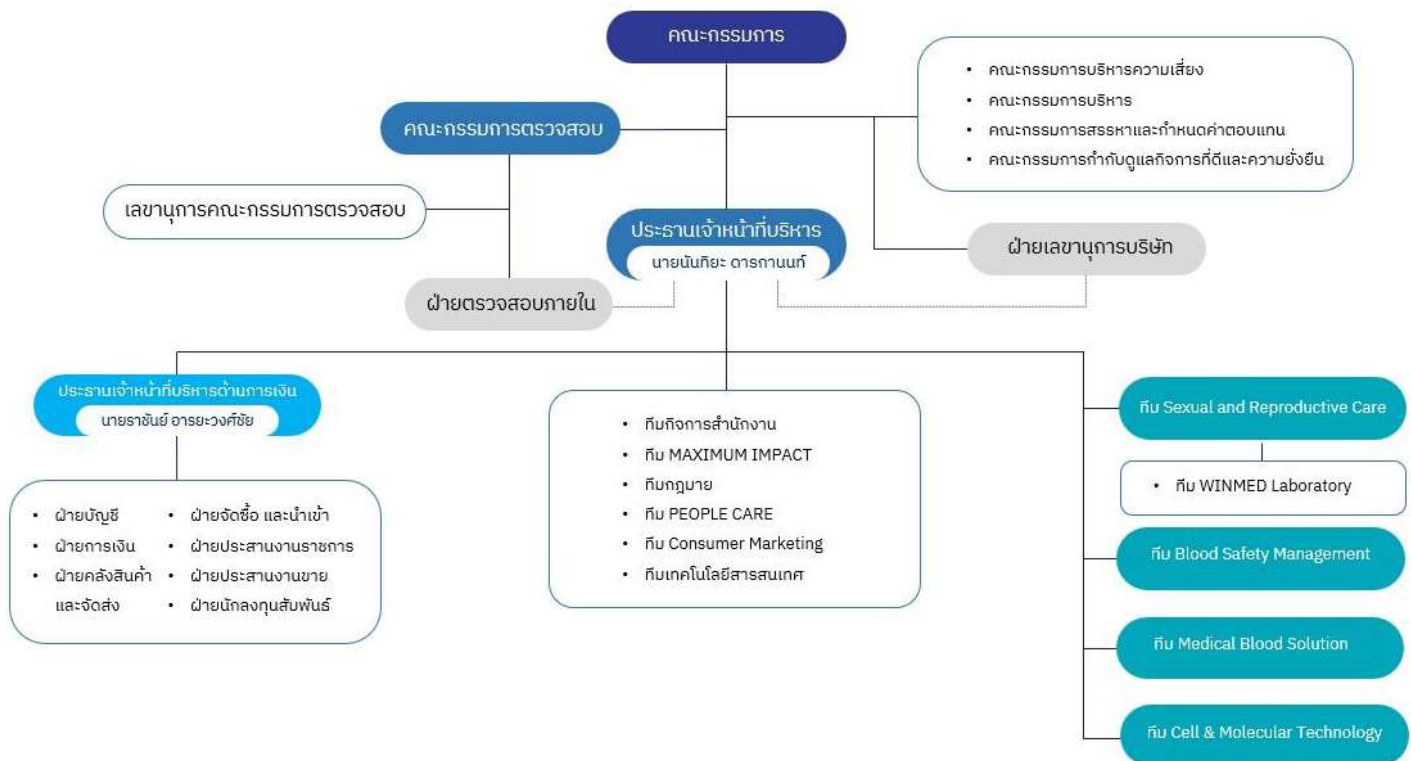 คณะกรรมการ
• คณะกรรมการบริหารความเสี่ยง
• คณะกรรมการบริหาร
• คณะกรรมการสรรหาและกำหนดค่าตอบแทน
• คณะกรรมการกำกับดูแลกิจการที่ดีและความยั่งยืน
คณะกรรมการตรวจสอบ
เลขานุการคณะกรรมการตรวจสอบ
ประธานเจ้าหน้าที่บริหาร
นายนันทิยะ ดารกานนท์
ฝ่ายเลขานุการบริษัท
ฝ่ายตรวจสอบภายใน
ประธานเจ้าหน้าที่บริหารด้านการเงิน
นายราชันย์ อารยะวงศ์ชัย
• ฝ่ายบัญชี
• ฝ่ายการเงิน
• ฝ่ายคลังสินค้า
และจัดส่ง
• ฝ่ายจัดซื้อ และนำเข้า
• ฝ่ายประสานงานราชการ
• ฝ่ายประสานงานขาย
• ฝ่ายนักลงทุนสัมพันธ์
• ทีมกิจการสำนักงาน
• ทีม MAXIMUM IMPACT
• ทีมกฎมาย
• ทีม PEOPLE CARE
• ทีม Consumer Marketing
• ทีมเทคโนโลยีสารสนเทศ
ทีม Sexual and Reproductive Care
• ทีม WINMED Laboratory
ทีม Blood Safety Management
ทีม Medical Blood Solution
ทีม Cell & Molecular Technology